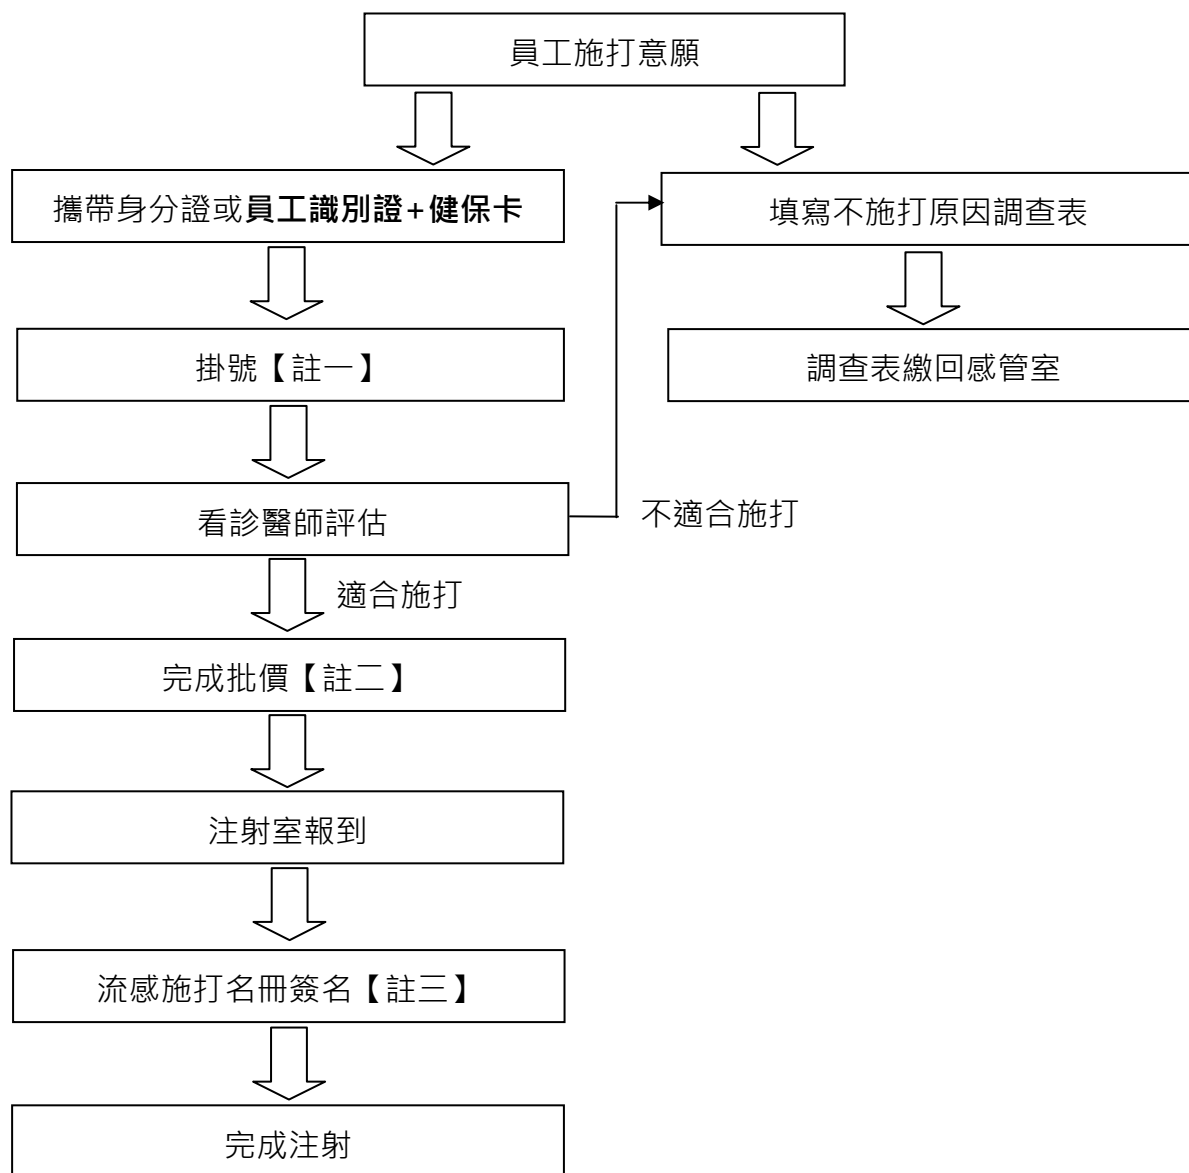 員工施打意願
攜帶身分證或員工識別證+健保卡
填寫不施打原因調查表
掛號【註一】
調查表繳回感管室
看診醫師評估
不適合施打
適合施打
完成批價【註二】
注射室報到
流感施打名冊簽名【註三】
完成注射